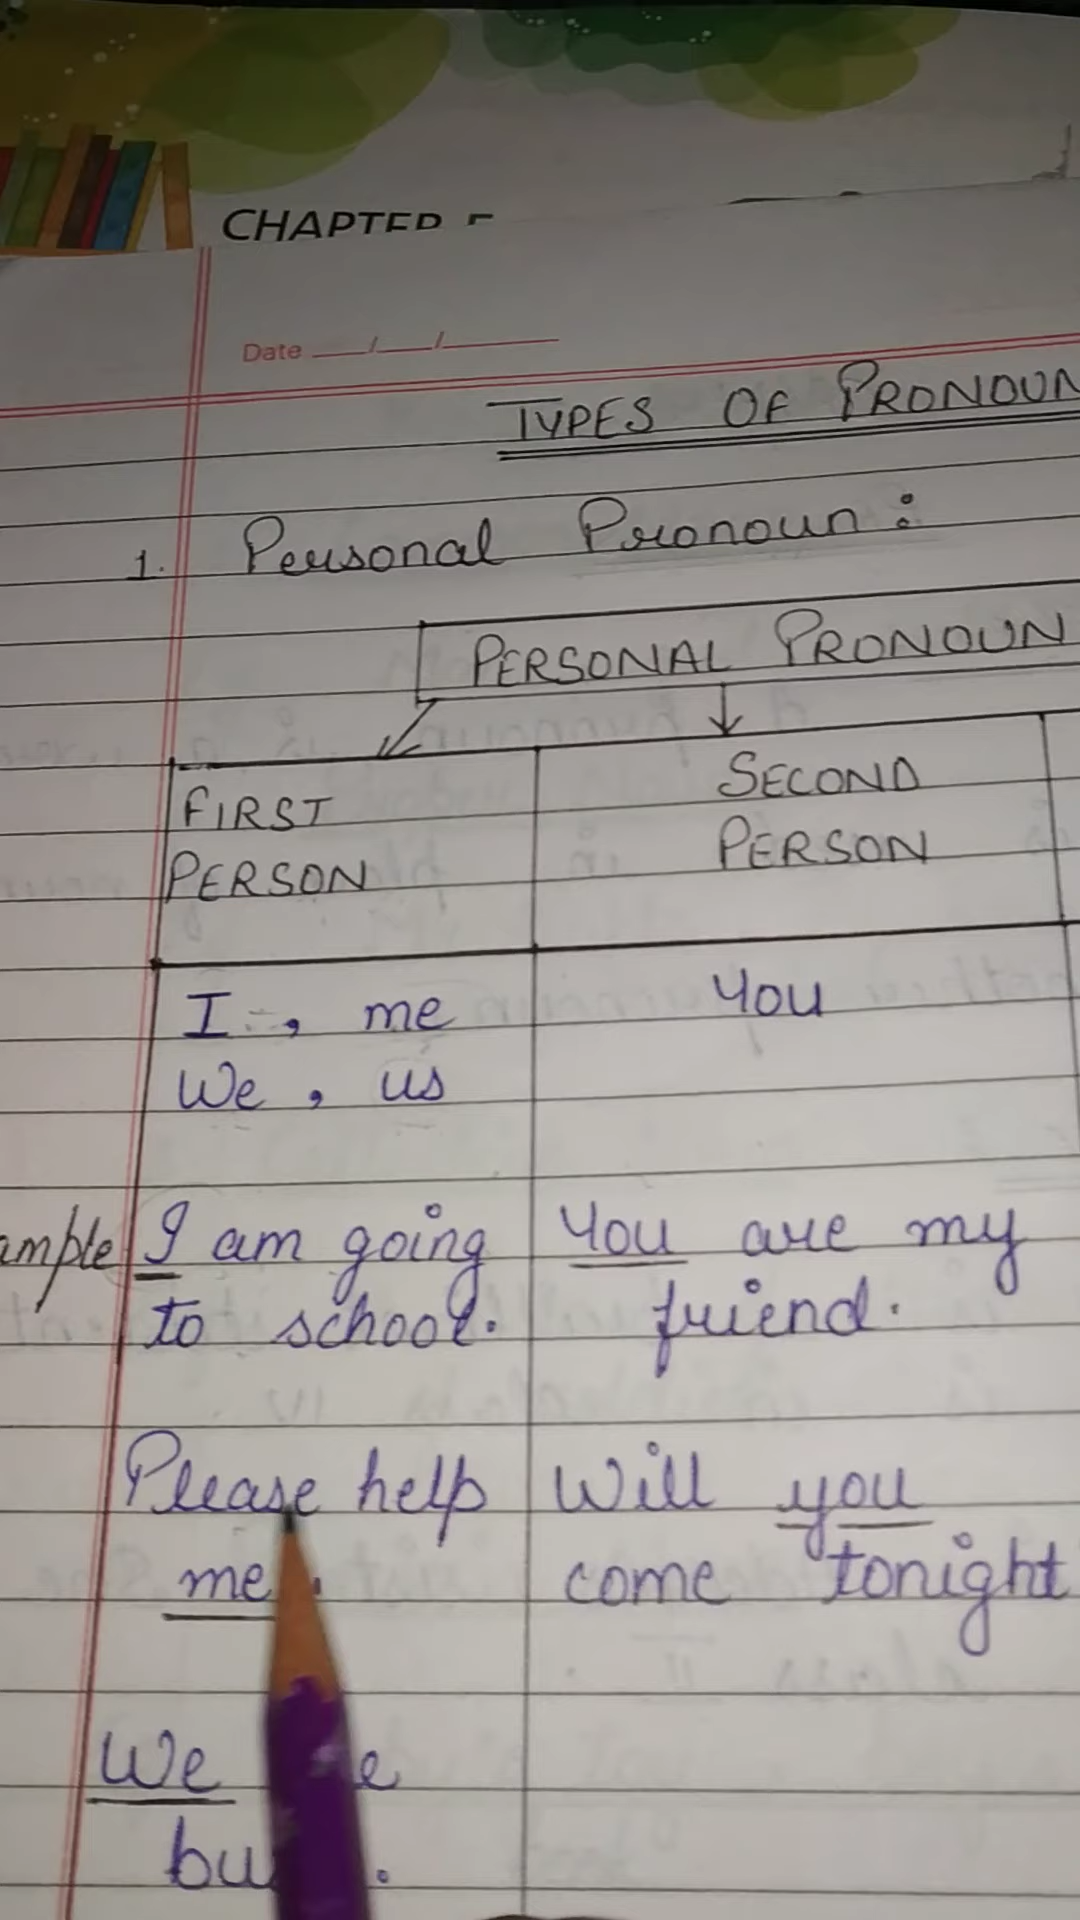 CHAPTER
Date
TYPES OF PRONOUN
1. Personal Pronoun :
PERSONAL PRONOUN
FIRST PERSON
SECOND PERSON
I , me
We , us
You
I am going
to school.
You are my
friend.
Please help
me
Will you
come tonight
We